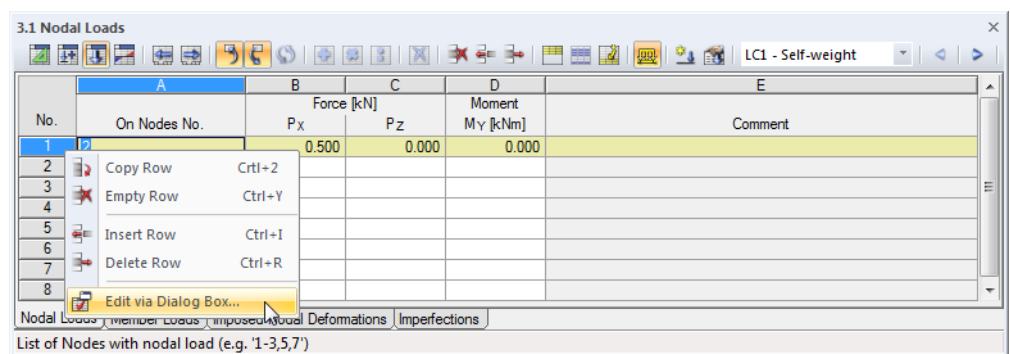 3.1 Nodal Loads
LC1 - Self-weight
A B C D E
Force [kN] Moment
No. On Nodes No. PX PZ MY [kNm] Comment
1 2 0.500 0.000 0.000
2
3
4
5
6
7
8
Copy Row Crtl+2
Empty Row Ctrl+Y
Insert Row Ctrl+I
Delete Row Ctrl+R
Edit via Dialog Box...
Nodal Loads Member Loads Imposed Nodal Deformations Imperfections
List of Nodes with nodal load (e.g. '1-3,5,7')